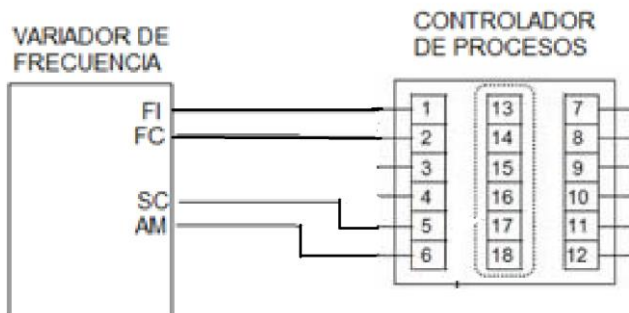 VARIADOR DE
FRECUENCIA
CONTROLADOR
DE PROCESOS
FI
FC
SC
AM
1 13 7
2 14 8
3 15 9
4 16 10
5 17 11
6 18 12